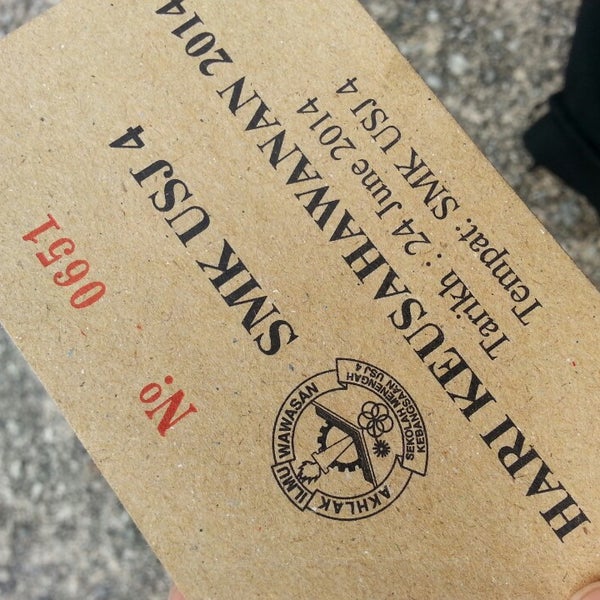 No. 0651
SMK USJ 4
HARI KEUSAHAWANAN 2014
Tarikh : 24 June 2014
Tempat: SMK USJ 4
SEKOLAH MENENGAH
KEBANGSAAN USJ 4
AKHLAK ILMU WAWASAN